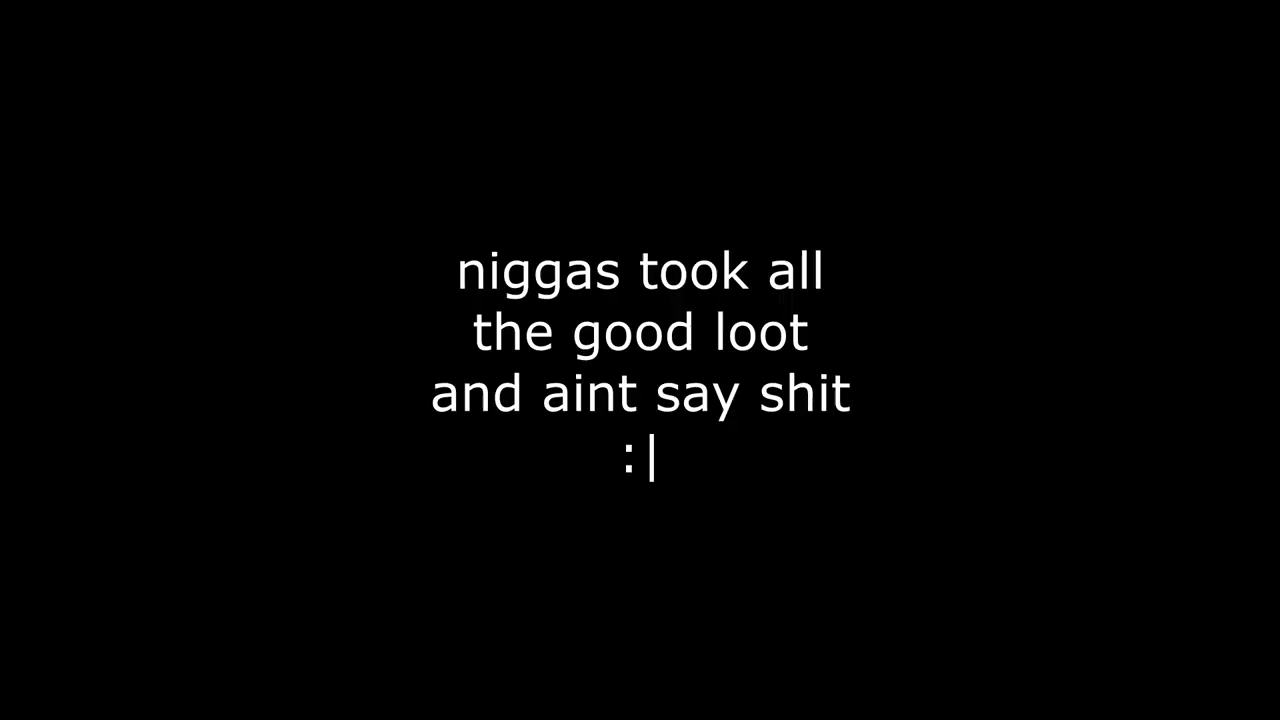 niggas took all
the good loot
and aint say shit
:|